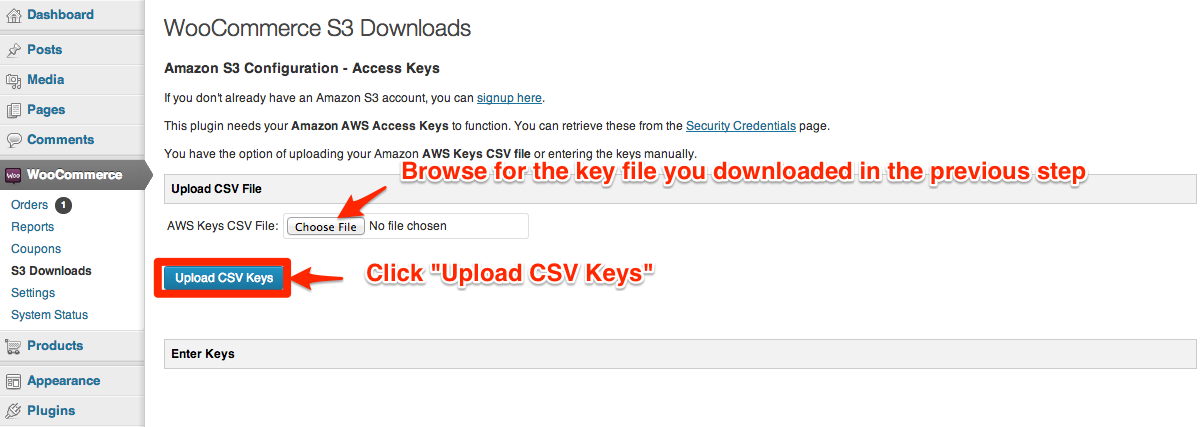 Dashboard
Posts
Media
Pages
Comments
WOO WooCommerce
Orders 1
Reports
Coupons
S3 Downloads
Settings
System Status
Products
Appearance
Plugins
WooCommerce S3 Downloads
Amazon S3 Configuration - Access Keys
If you don't already have an Amazon S3 account, you can signup here.
This plugin needs your Amazon AWS Access Keys to function. You can retrieve these from the Security Credentials page.
You have the option of uploading your Amazon AWS Keys CSV file or entering the keys manually.
Browse for the key file you downloaded in the previous step
Upload CSV File
AWS Keys CSV File: Choose File No file chosen
Upload CSV Keys
Click "Upload CSV Keys"
Enter Keys